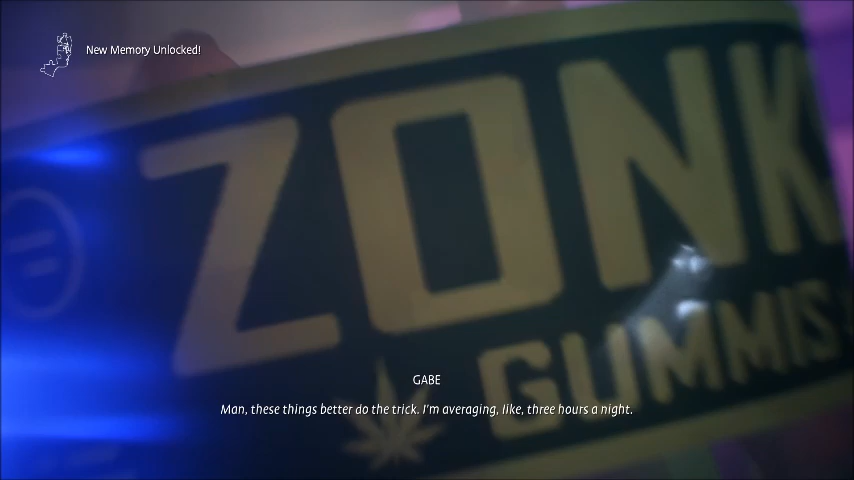 New Memory Unlocked!
ZONK
GUMMIS
GABE
Man, these things better do the trick. I'm averaging, like, three hours a night.